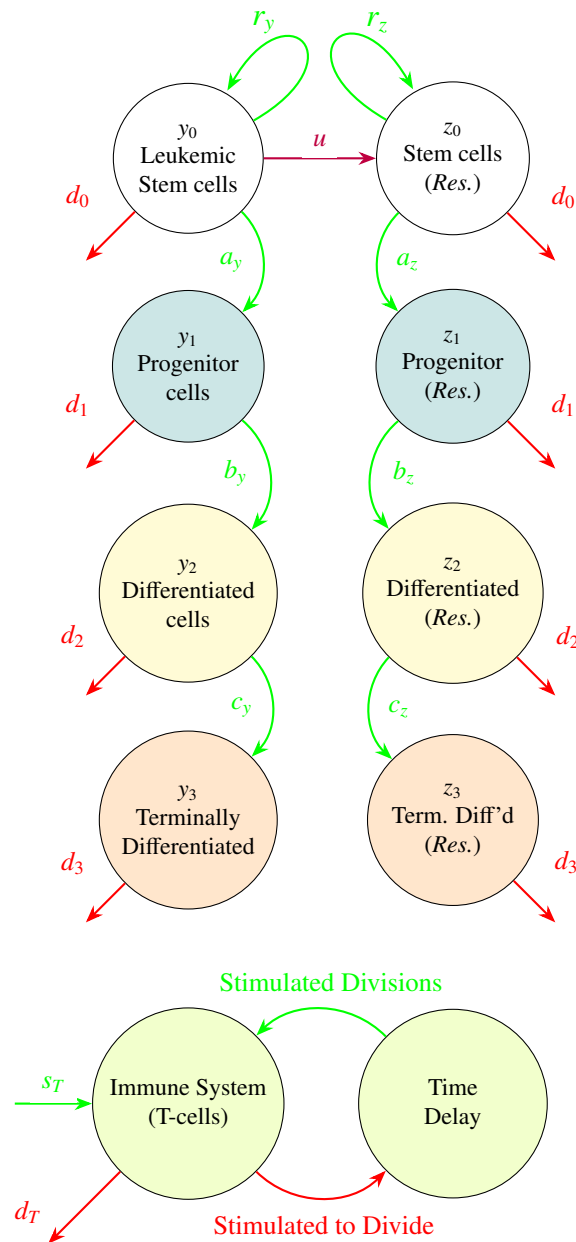 r_y
r_z
y_0
Leukemic
Stem cells
u
z_0
Stem cells
(Res.)
d_0
d_0
a_y
a_z
y_1
Progenitor
cells
z_1
Progenitor
(Res.)
d_1
d_1
b_y
b_z
y_2
Differentiated
cells
z_2
Differentiated
(Res.)
d_2
d_2
c_y
c_z
y_3
Terminally
Differentiated
z_3
Term. Diff'd
(Res.)
d_3
d_3
Stimulated Divisions
s_T
Immune System
(T-cells)
Time
Delay
d_T
Stimulated to Divide